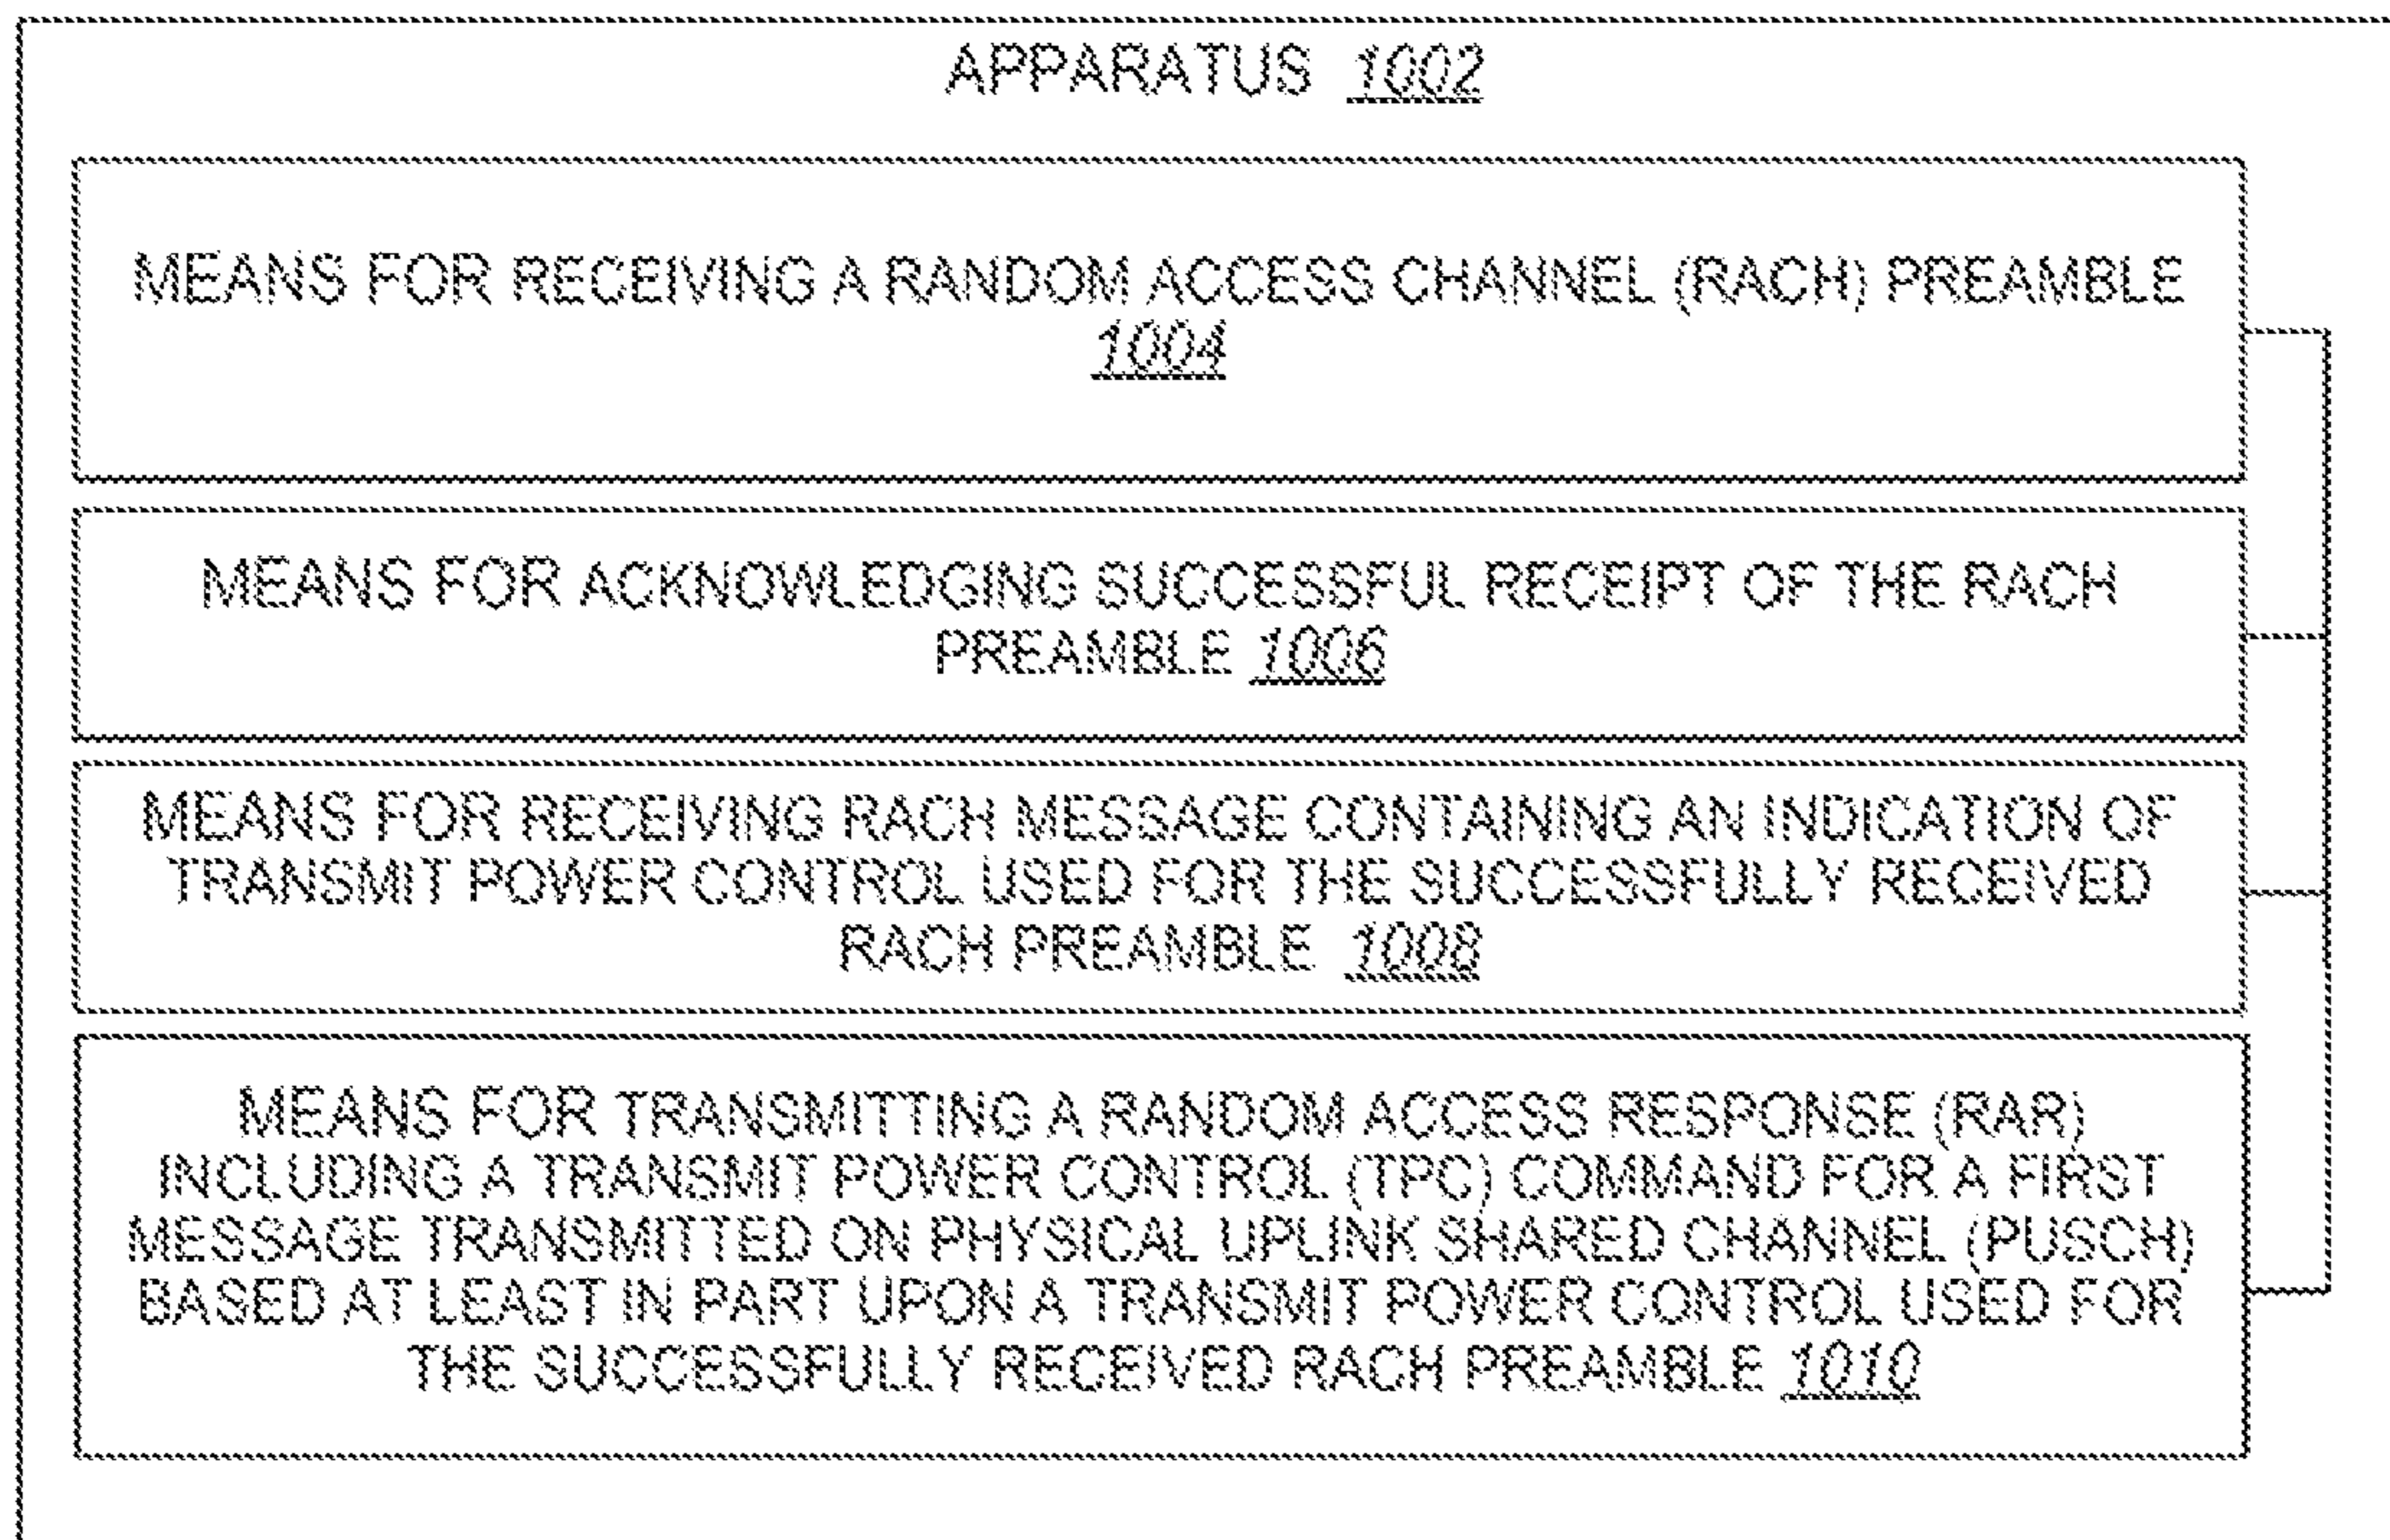 APPARATUS 1002
MEANS FOR RECEIVING A RANDOM ACCESS CHANNEL (RACH) PREAMBLE
1004
MEANS FOR ACKNOWLEDGING SUCCESSFUL RECEIPT OF THE RACH
PREAMBLE 1006
MEANS FOR RECEIVING RACH MESSAGE CONTAINING AN INDICATION OF
TRANSMIT POWER CONTROL USED FOR THE SUCCESSFULLY RECEIVED
RACH PREAMBLE 1008
MEANS FOR TRANSMITTING A RANDOM ACCESS RESPONSE (RAR)
INCLUDING A TRANSMIT POWER CONTROL (TPC) COMMAND FOR A FIRST
MESSAGE TRANSMITTED ON PHYSICAL UPLINK SHARED CHANNEL (PUSCH)
BASED AT LEAST IN PART UPON A TRANSMIT POWER CONTROL USED FOR
THE SUCCESSFULLY RECEIVED RACH PREAMBLE 1010